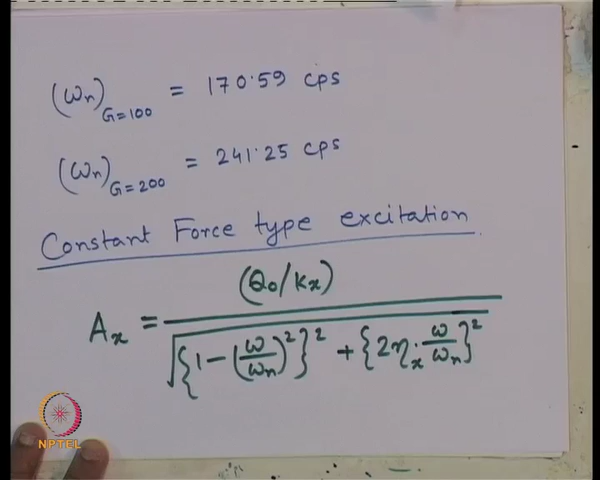 (ωn)G=100 = 170.59 cps
(ωn)G=200 = 241.25 cps
Constant Force type excitation
Ax = (Q0/kx) / √{1-(ω/ωn)²}² + {2ηx·ω/ωn}²
NPTEL